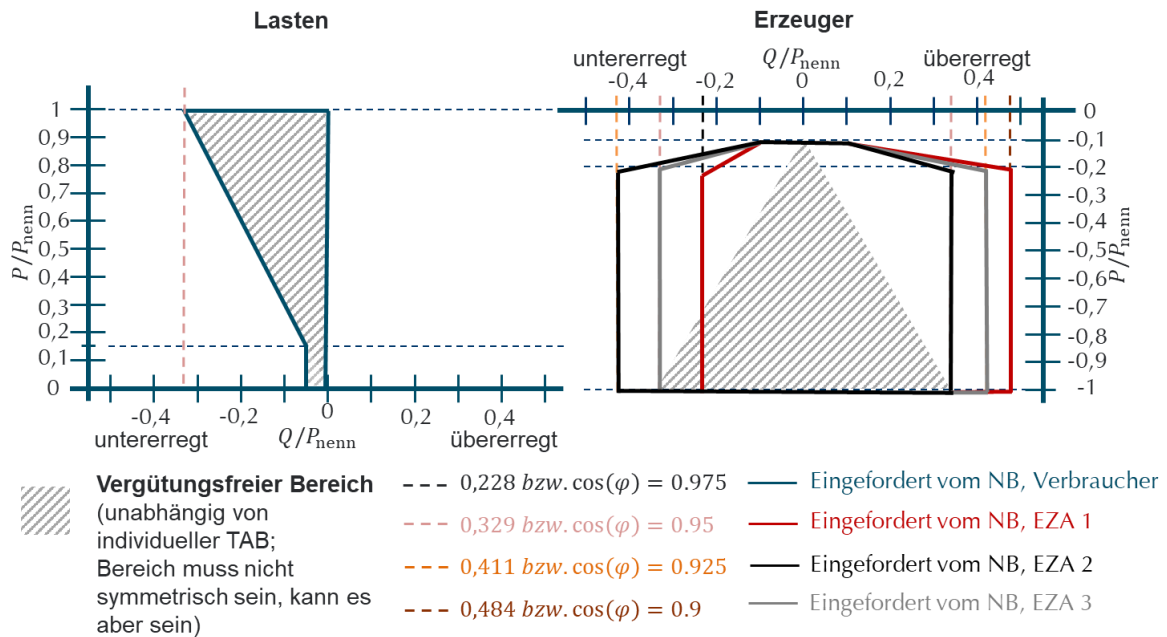 Lasten
Erzeuger
untererregt
Q/Pnenn
übererregt
-0,4
-0,2
0
0,2
0,4
1
0,9
0,8
0,7
0,6
0,5
0,4
0,3
0,2
0,1
0
P/Pnenn
0
-0,1
-0,2
-0,3
-0,4
-0,5
-0,6
-0,7
-0,8
-0,9
-1
P/Pnenn
-0,4
-0,2
0
0,2
0,4
untererregt
Q/Pnenn
übererregt
Vergütungsfreier Bereich
(unabhängig von
individueller TAB;
Bereich muss nicht
symmetrisch sein, kann es
aber sein)
0,228 bzw. cos(φ) = 0.975
0,329 bzw. cos(φ) = 0.95
0,411 bzw. cos(φ) = 0.925
0,484 bzw. cos(φ) = 0.9
Eingefordert vom NB, Verbraucher
Eingefordert vom NB, EZA 1
Eingefordert vom NB, EZA 2
Eingefordert vom NB, EZA 3